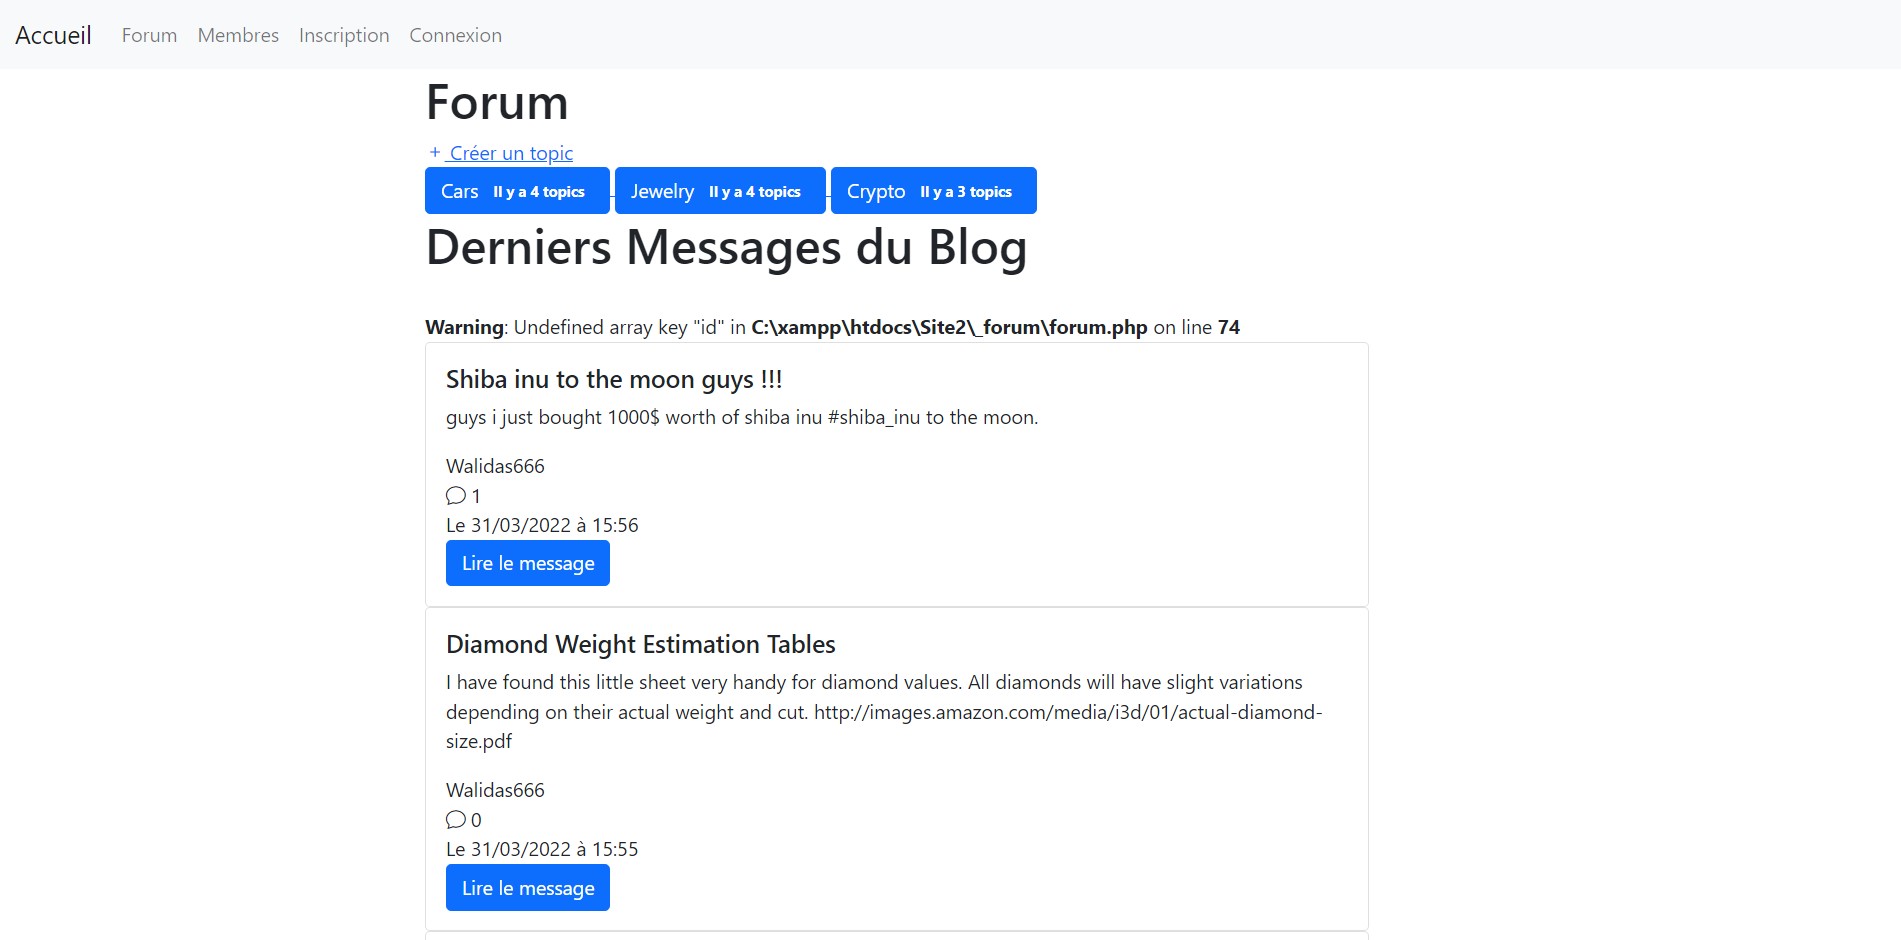 Accueil Forum Membres Inscription Connexion
Forum
+ Créer un topic
Cars Il y a 4 topics Jewelry Il y a 4 topics Crypto Il y a 3 topics
Derniers Messages du Blog
Warning: Undefined array key "id" in C:\xampp\htdocs\Site2\_forum\forum.php on line 74
Shiba inu to the moon guys !!!
guys i just bought 1000$ worth of shiba inu #shiba_inu to the moon.
Walidas666
1
Le 31/03/2022 à 15:56
Lire le message
Diamond Weight Estimation Tables
I have found this little sheet very handy for diamond values. All diamonds will have slight variations
depending on their actual weight and cut. http://images.amazon.com/media/i3d/01/actual-diamond-
size.pdf
Walidas666
0
Le 31/03/2022 à 15:55
Lire le message